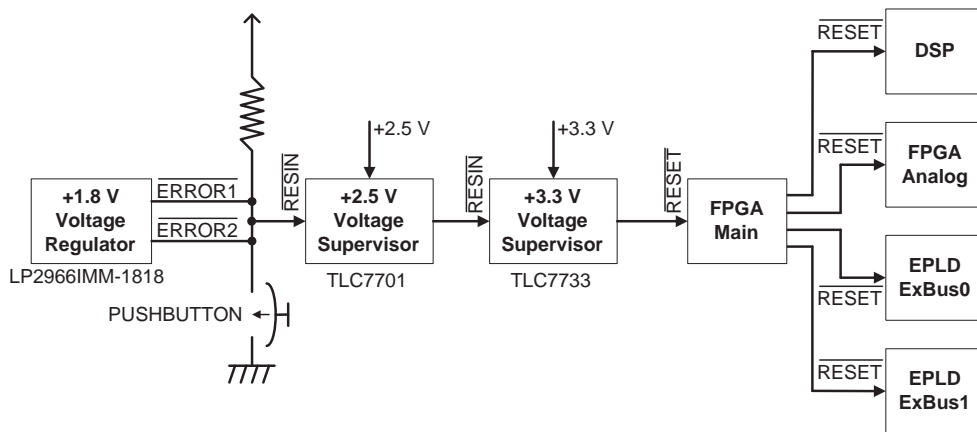 RESET
DSP
+2.5 V
+3.3 V
RESET
FPGA
Analog
RESIN
RESIN
RESET
+1.8 V
Voltage
Regulator
ERROR1
ERROR2
+2.5 V
Voltage
Supervisor
+3.3 V
Voltage
Supervisor
FPGA
Main
LP2966IMM-1818
TLC7701
TLC7733
EPLD
ExBus0
RESET
PUSHBUTTON
RESET
EPLD
ExBus1